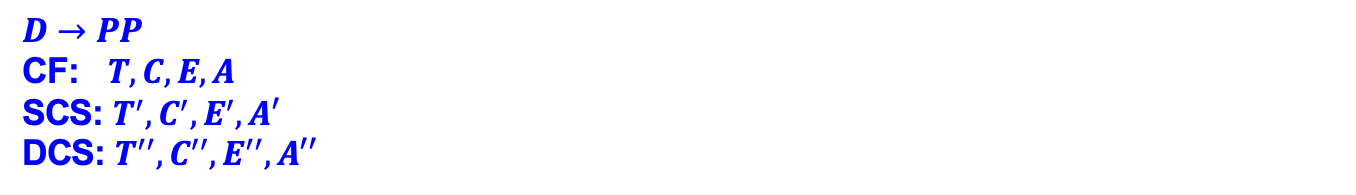 D → PP
CF: T, C, E, A
SCS: T′, C′, E′, A′
DCS: T′′, C′′, E′′, A′′